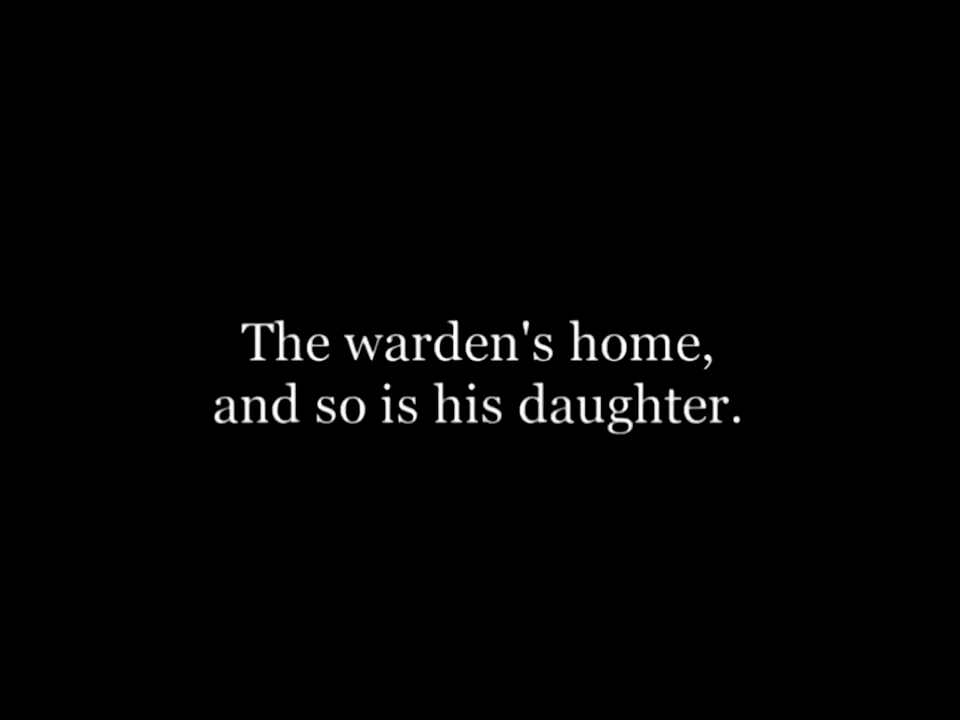 The warden's home,
and so is his daughter.